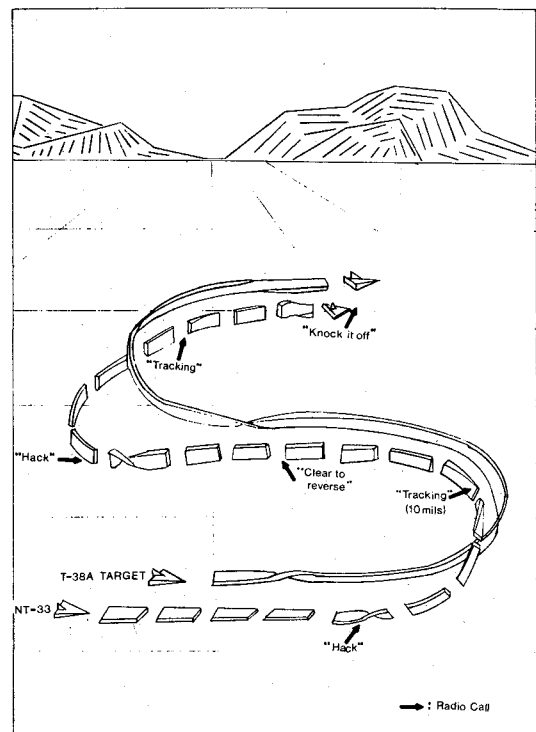 "Knock it off"
"Tracking"
"Hack"
"Clear to
reverse"
"Tracking"
(10 mils)
T-38A TARGET
NT-33
"Hack"
: Radio Call